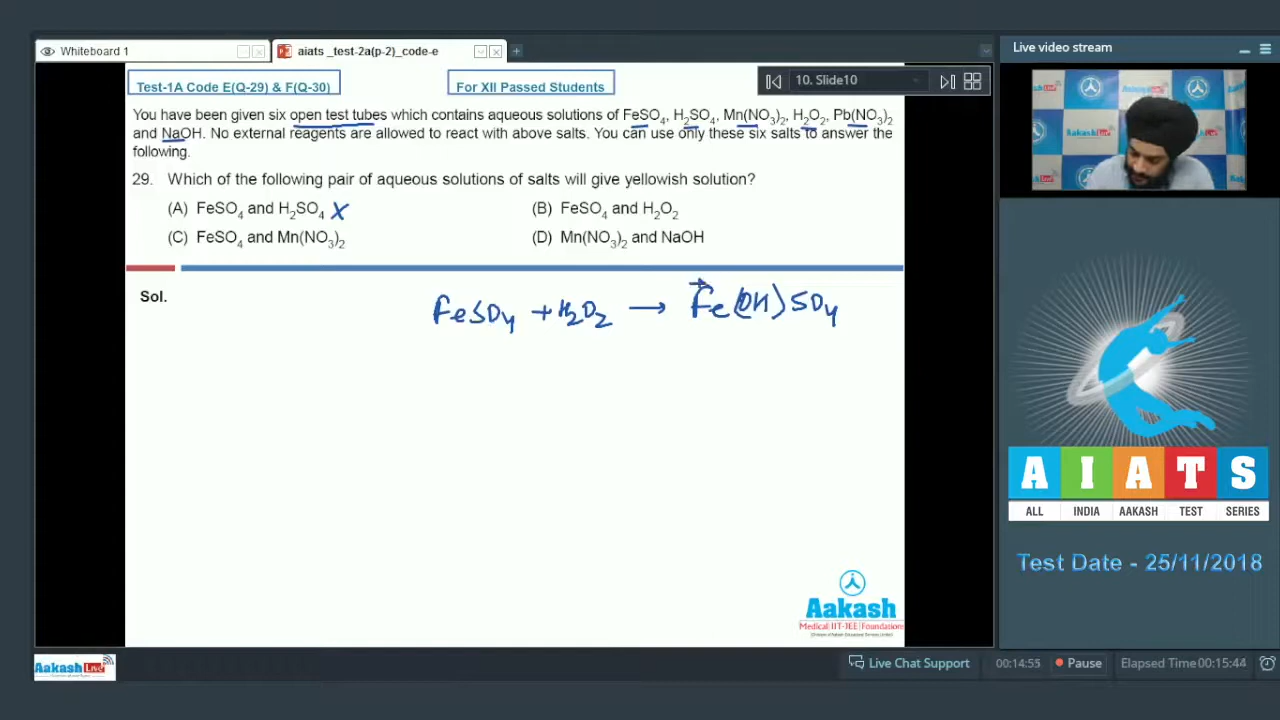 Whiteboard 1
aiats _test-2a(p-2)_code-e
Live video stream
Test-1A Code E(Q-29) & F(Q-30)
For XII Passed Students
10. Slide10
You have been given six open test tubes which contains aqueous solutions of FeSO₄, H₂SO₄, Mn(NO₃)₂, H₂O₂, Pb(NO₃)₂
and NaOH. No external reagents are allowed to react with above salts. You can use only these six salts to answer the
following.
29. Which of the following pair of aqueous solutions of salts will give yellowish solution?
(A) FeSO₄ and H₂SO₄ X
(B) FeSO₄ and H₂O₂
(C) FeSO₄ and Mn(NO₃)₂
(D) Mn(NO₃)₂ and NaOH
Sol.
FeSO₄ + H₂O₂ → Fe(OH)SO₄
AIATS
ALL INDIA AAKASH TEST SERIES
Test Date - 25/11/2018
Aakash
Medical|IIT-JEE|Foundations
Aakash Live
Live Chat Support
00:14:55
Pause
Elapsed Time 00:15:44